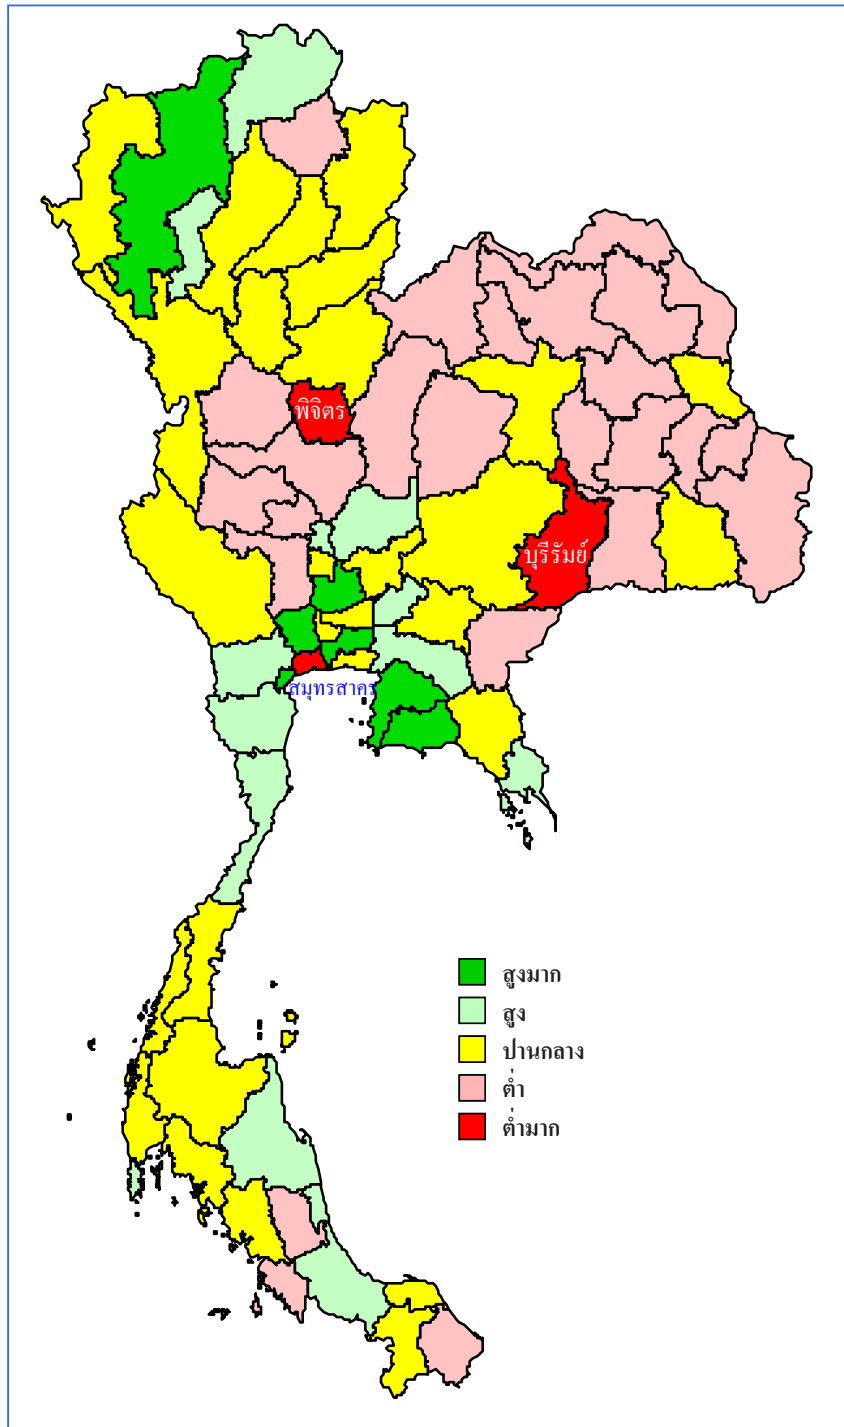 พิจิตร
บุรีรัมย์
สมุทรสาคร
สูงมาก
สูง
ปานกลาง
ต่ำ
ต่ำมาก